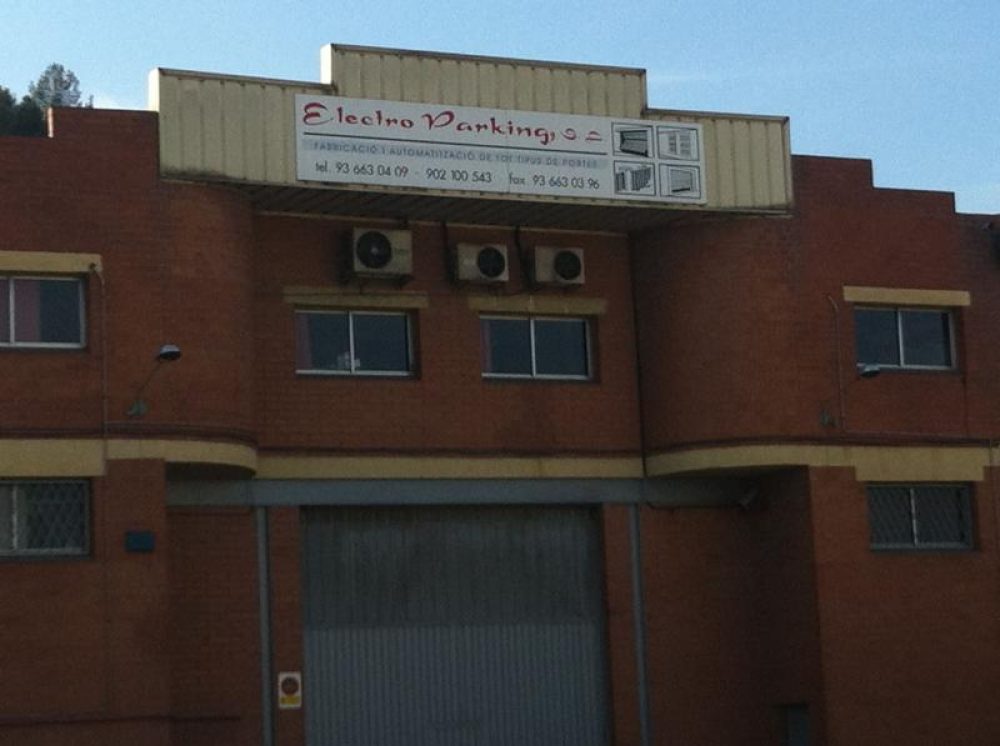 Electro Parking, S.A.
FABRICACIÓ I AUTOMATITZACIÓ DE TOT TIPUS DE PORTES
tel. 93 663 04 09 - 902 100 543 fax 93 663 03 96